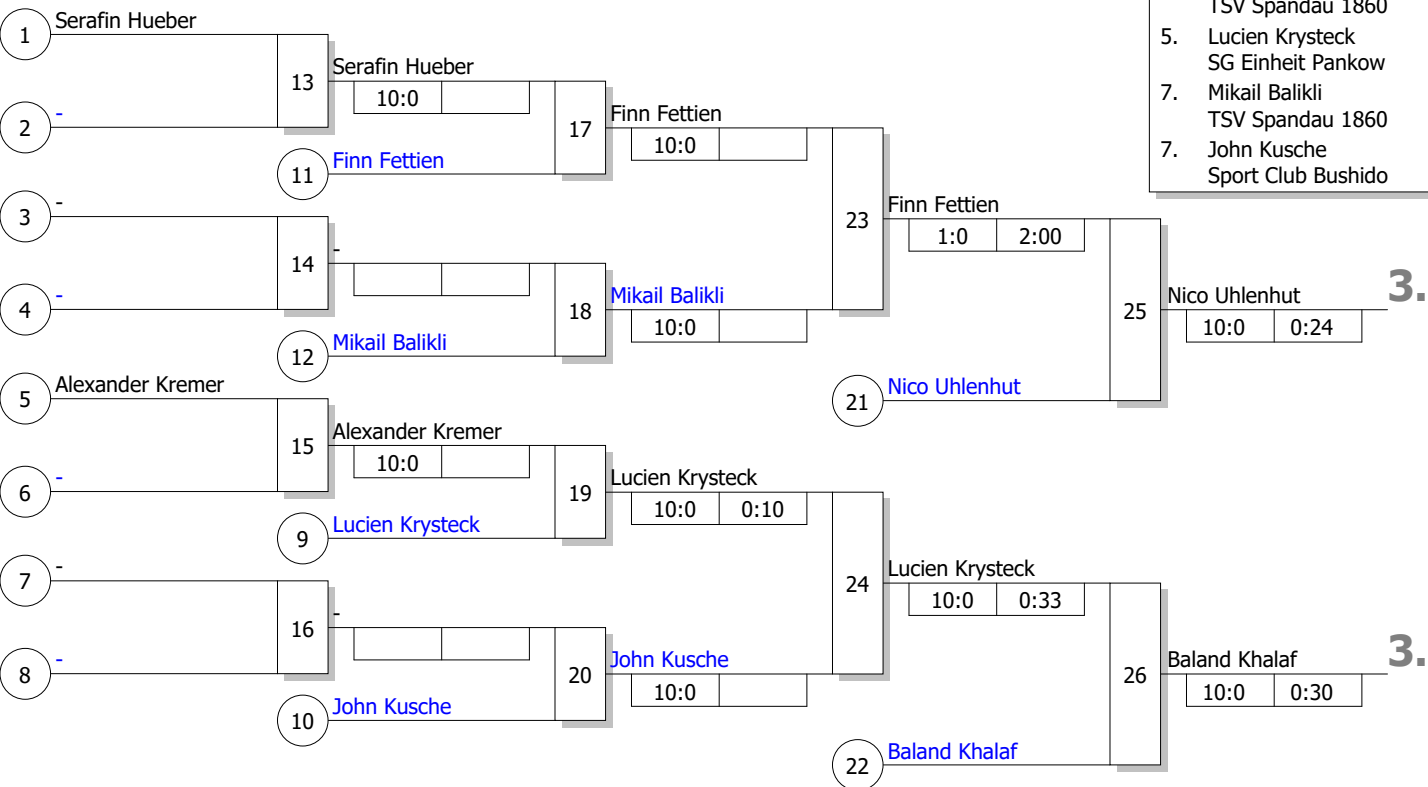 TSV Spandau 1860
5. Lucien Krysteck
SG Einheit Pankow
7. Mikail Balikli
TSV Spandau 1860
7. John Kusche
Sport Club Bushido
1 Serafin Hueber
13 Serafin Hueber
10:0
2 -
17 Finn Fettien
10:0
11 Finn Fettien
3 -
23 Finn Fettien
1:0 2:00
14 -
4 -
18 Mikail Balikli
10:0
12 Mikail Balikli
25 Nico Uhlenhut 3.
10:0 0:24
21 Nico Uhlenhut
5 Alexander Kremer
15 Alexander Kremer
10:0
6 -
19 Lucien Krysteck
10:0 0:10
9 Lucien Krysteck
7 -
24 Lucien Krysteck
10:0 0:33
16 -
8 -
20 John Kusche
10:0
10 John Kusche
26 Baland Khalaf 3.
10:0 0:30
22 Baland Khalaf